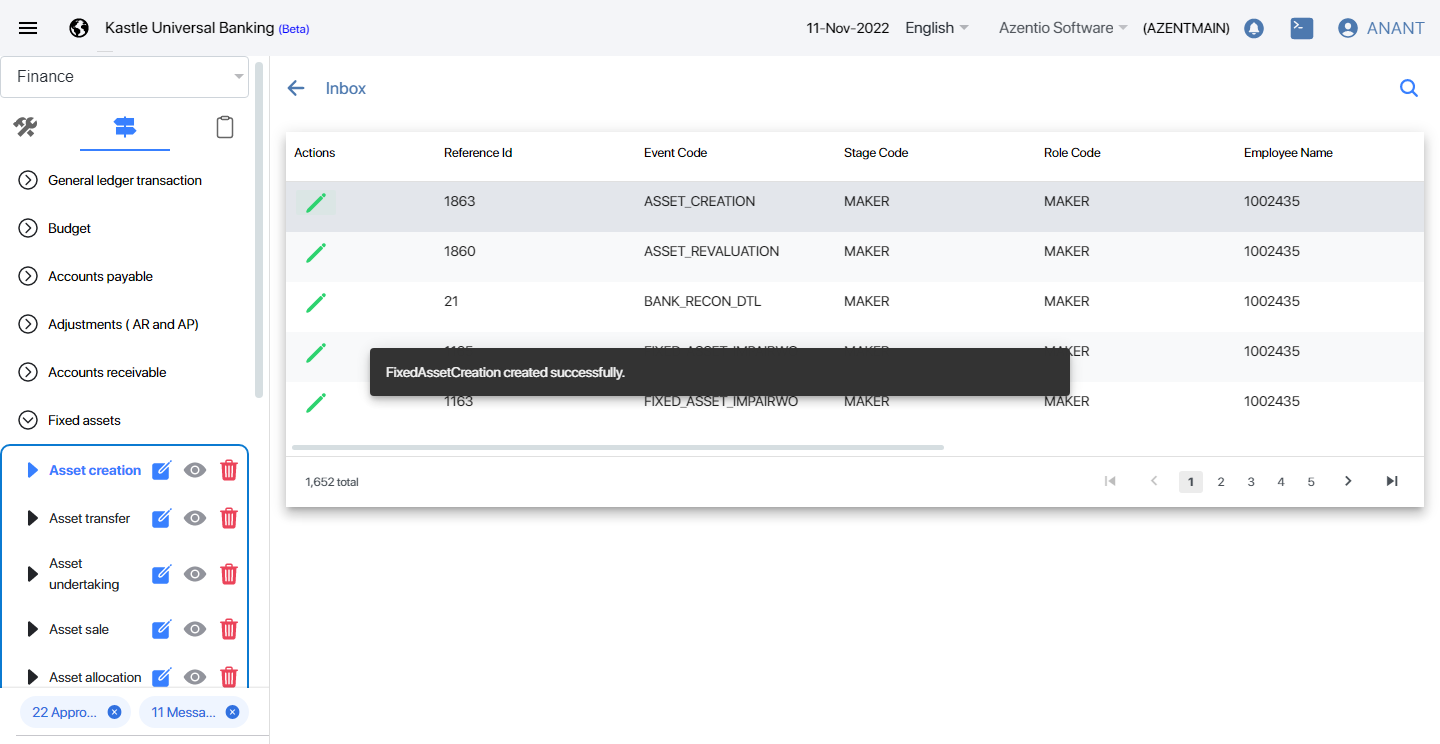 Kastle Universal Banking (Beta)
11-Nov-2022 English Azentio Software (AZENTMAIN) ANANT
Finance
General ledger transaction
Budget
Accounts payable
Adjustments ( AR and AP)
Accounts receivable
Fixed assets
Asset creation
Asset transfer
Asset
undertaking
Asset sale
Asset allocation
22 Appro... 11 Messa...
Inbox
Actions Reference Id Event Code Stage Code Role Code Employee Name
1863 ASSET_CREATION MAKER MAKER 1002435
1860 ASSET_REVALUATION MAKER MAKER 1002435
21 BANK_RECON_DTL MAKER MAKER 1002435
1002435
FixedAssetCreation created successfully.
1163 FIXED_ASSET_IMPAIRWO MAKER MAKER 1002435
1,652 total 1 2 3 4 5